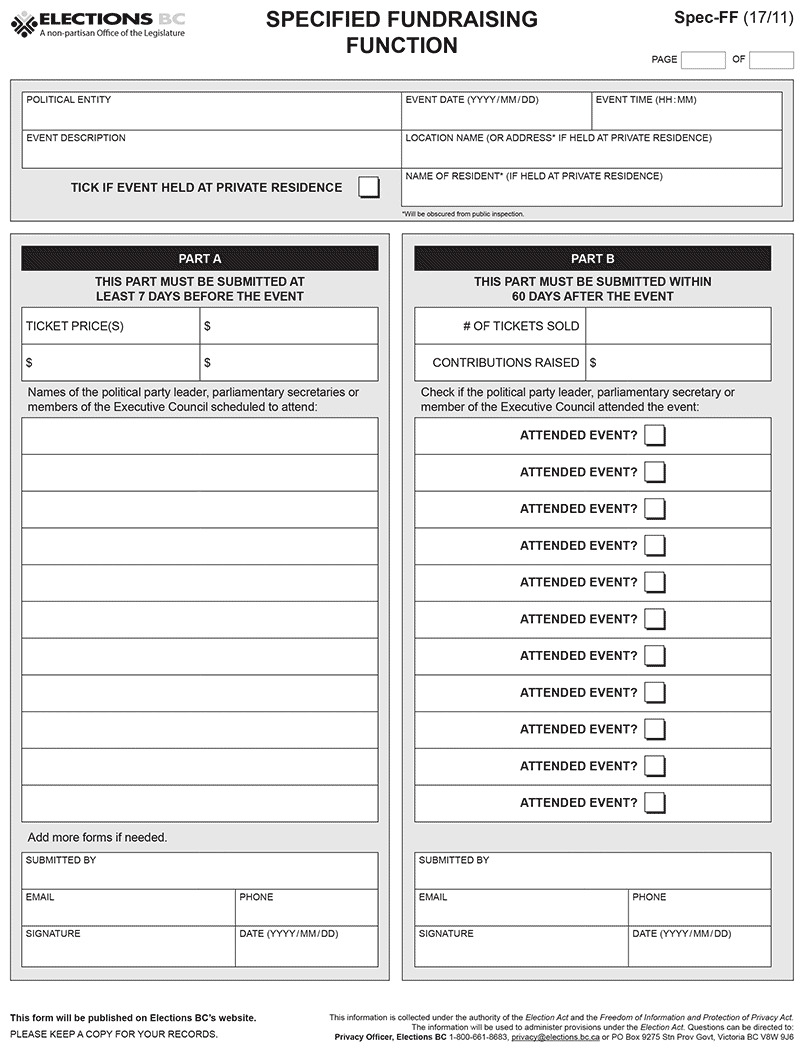 ELECTIONS BC
A non-partisan Office of the Legislature
SPECIFIED FUNDRAISING
FUNCTION
Spec-FF (17/11)
PAGE OF
POLITICAL ENTITY
EVENT DATE (YYYY/MM/DD)
EVENT TIME (HH:MM)
EVENT DESCRIPTION
LOCATION NAME (OR ADDRESS* IF HELD AT PRIVATE RESIDENCE)
TICK IF EVENT HELD AT PRIVATE RESIDENCE
NAME OF RESIDENT* (IF HELD AT PRIVATE RESIDENCE)
*Will be obscured from public inspection.
PART A
THIS PART MUST BE SUBMITTED AT
LEAST 7 DAYS BEFORE THE EVENT
TICKET PRICE(S) $
$ $
Names of the political party leader, parliamentary secretaries or
members of the Executive Council scheduled to attend:
Add more forms if needed.
SUBMITTED BY
EMAIL PHONE
SIGNATURE DATE (YYYY/MM/DD)
PART B
THIS PART MUST BE SUBMITTED WITHIN
60 DAYS AFTER THE EVENT
# OF TICKETS SOLD
CONTRIBUTIONS RAISED $
Check if the political party leader, parliamentary secretary or
member of the Executive Council attended the event:
ATTENDED EVENT?
ATTENDED EVENT?
ATTENDED EVENT?
ATTENDED EVENT?
ATTENDED EVENT?
ATTENDED EVENT?
ATTENDED EVENT?
ATTENDED EVENT?
ATTENDED EVENT?
ATTENDED EVENT?
ATTENDED EVENT?
SUBMITTED BY
EMAIL PHONE
SIGNATURE DATE (YYYY/MM/DD)
This form will be published on Elections BC's website.
PLEASE KEEP A COPY FOR YOUR RECORDS.
This information is collected under the authority of the Election Act and the Freedom of Information and Protection of Privacy Act.
The information will be used to administer provisions under the Election Act. Questions can be directed to:
Privacy Officer, Elections BC 1-800-661-8683, privacy@elections.bc.ca or PO Box 9275 Stn Prov Govt, Victoria BC V8W 9J6